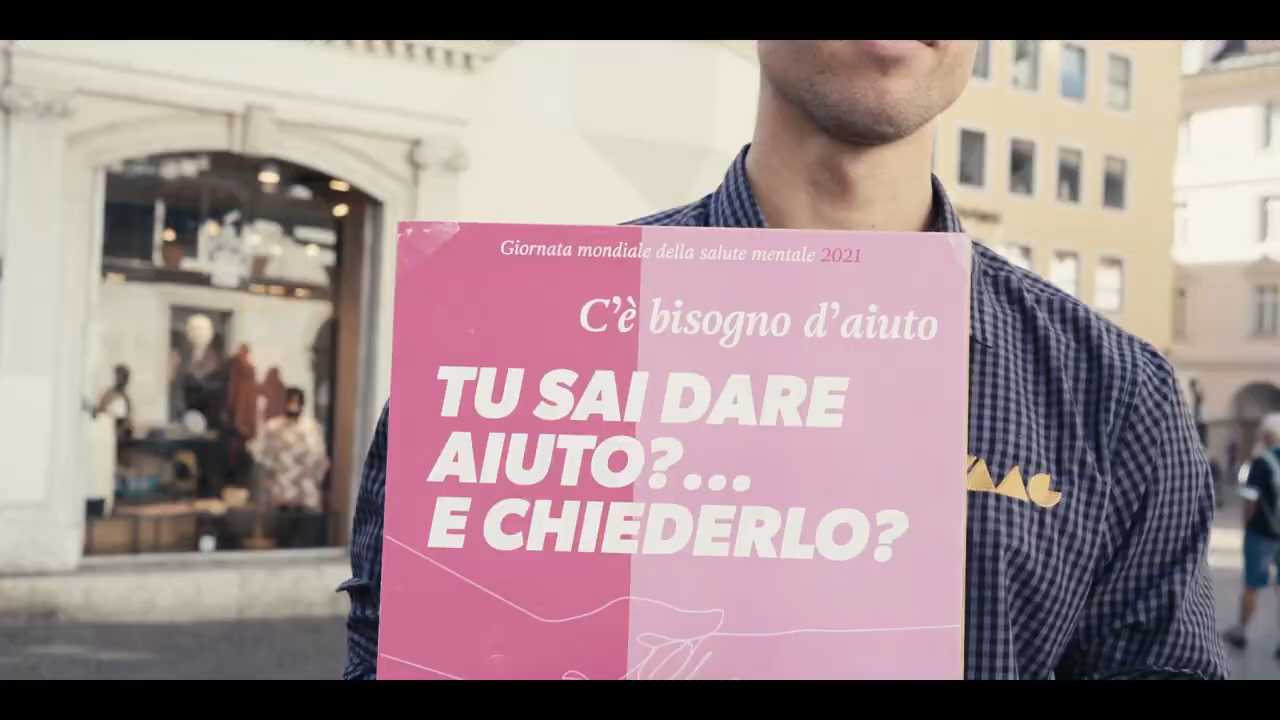 Giornata mondiale della salute mentale 2021
C'è bisogno d'aiuto
TU SAI DARE
AIUTO?...
E CHIEDERLO?